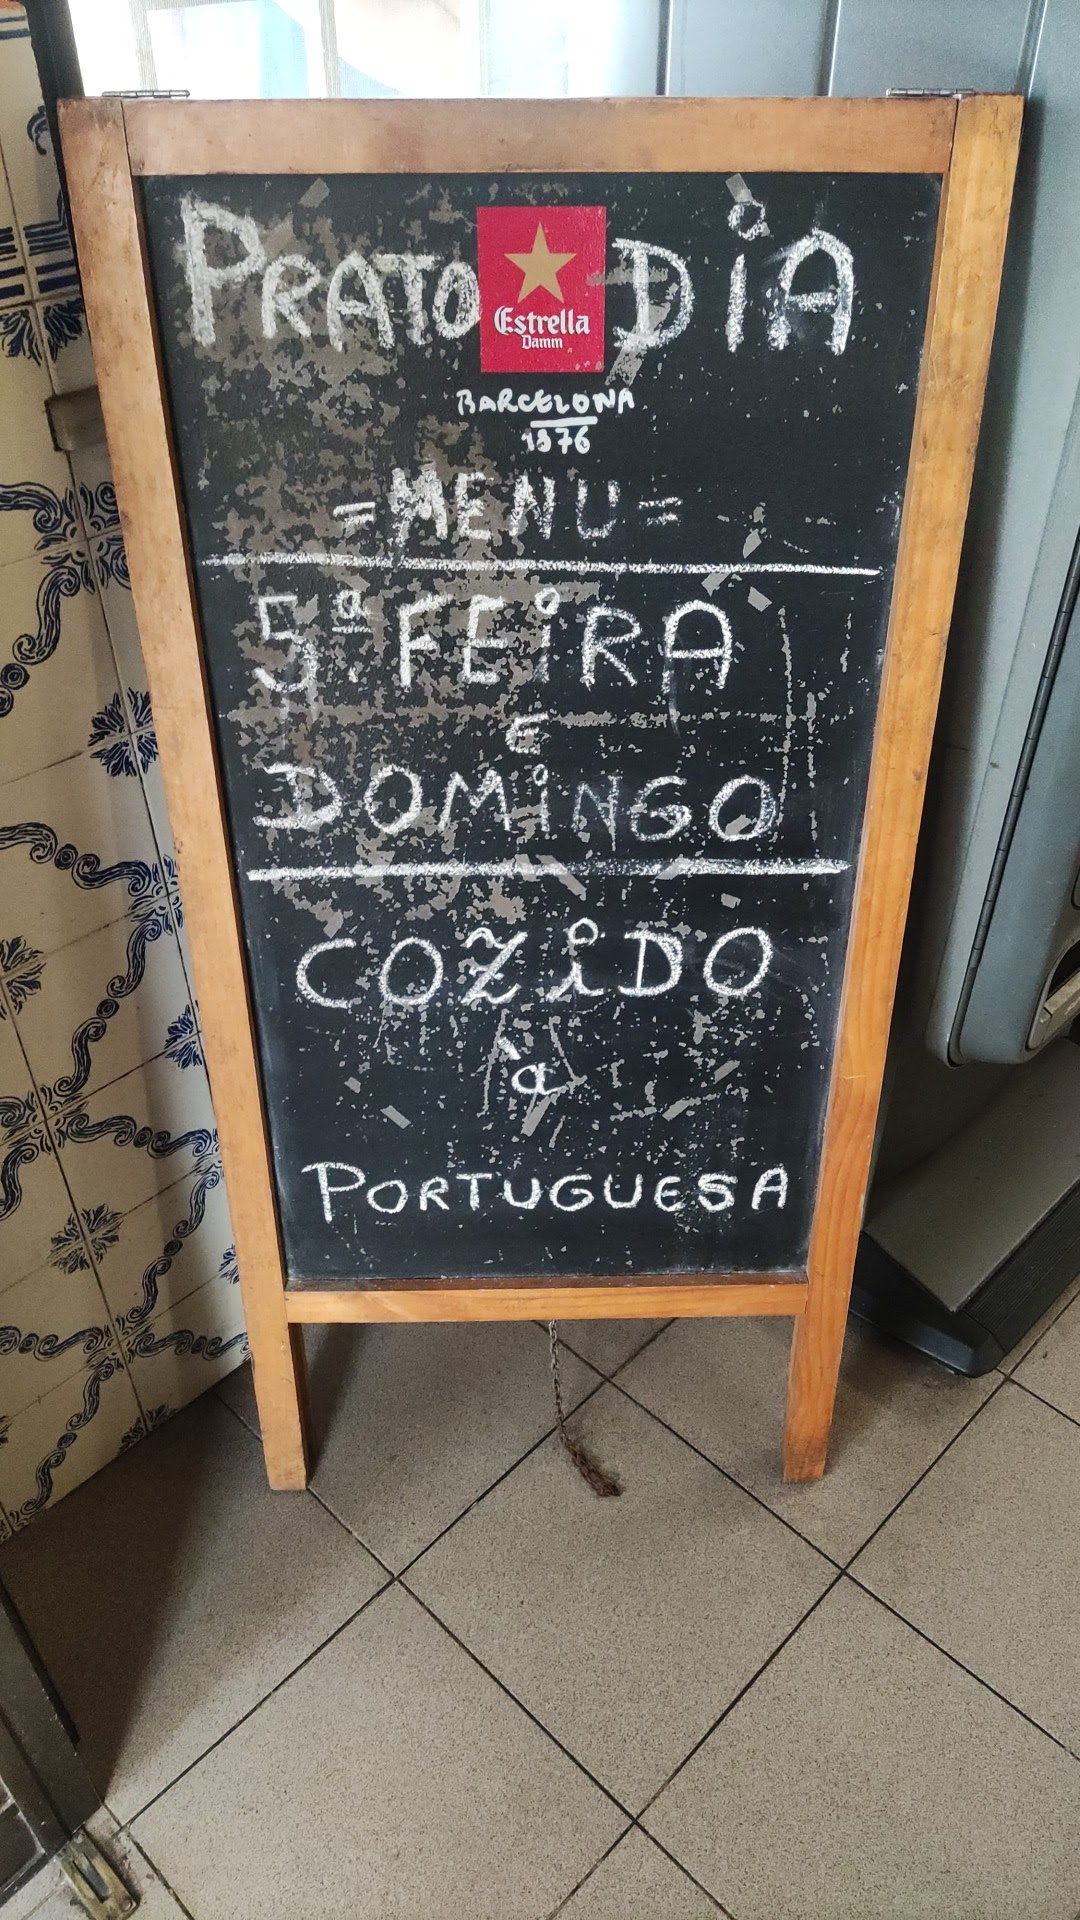 PRATO DiA
Estrella
Damm
BARCELONA
1876
=MENU=
5ª FEiRA
E
DOMiNGO
COZiDO
à
PORTUGUESA